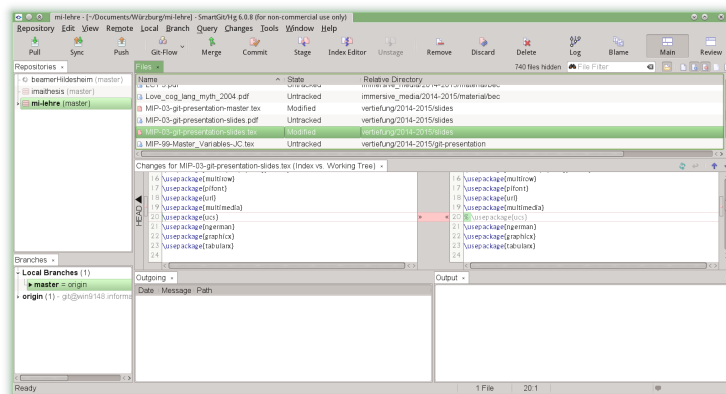 mi-lehre - [~/Documents/Würzburg/mi-lehre] - SmartGit/Hg 6.0.8 (for non-commercial use only)
Repository Edit View Remote Local Branch Query Changes Tools Window Help
Pull Sync Push Git-Flow Merge Commit Stage Index Editor Unstage Remove Discard Delete Log Blame Main Review
Repositories
beamerHildesheim (master)
imaithesis (master)
mi-lehre (master)
Files
740 files hidden File Filter
Name State Relative Directory
Love_cog_lang_myth_2004.pdf Untracked immersive_media/2014-2015/material/bec
MIP-03-git-presentation-master.tex Modified vertiefung/2014-2015/slides
MIP-03-git-presentation-slides.pdf Untracked vertiefung/2014-2015/slides
MIP-03-git-presentation-slides.tex Modified vertiefung/2014-2015/slides
MIP-99-Master_Variables-JC.tex Untracked vertiefung/2014-2015/git-presentation
Changes for MIP-03-git-presentation-slides.tex (Index vs. Working Tree)
HEAD
16 \usepackage{multirow}
17 \usepackage{pifont}
18 \usepackage{url}
19 \usepackage{multimedia}
20 \usepackage{ucs}
21 \usepackage{ngerman}
22 \usepackage{graphicx}
23 \usepackage{tabularx}
24
16 \usepackage{multirow}
17 \usepackage{pifont}
18 \usepackage{url}
19 \usepackage{multimedia}
20 % \usepackage{ucs}
21 \usepackage{ngerman}
22 \usepackage{graphicx}
23 \usepackage{tabularx}
24
Branches
Local Branches (1)
master = origin
origin (1) - git@win9148.informa
Outgoing
Date Message Path
Output
Ready
1 File 20:1